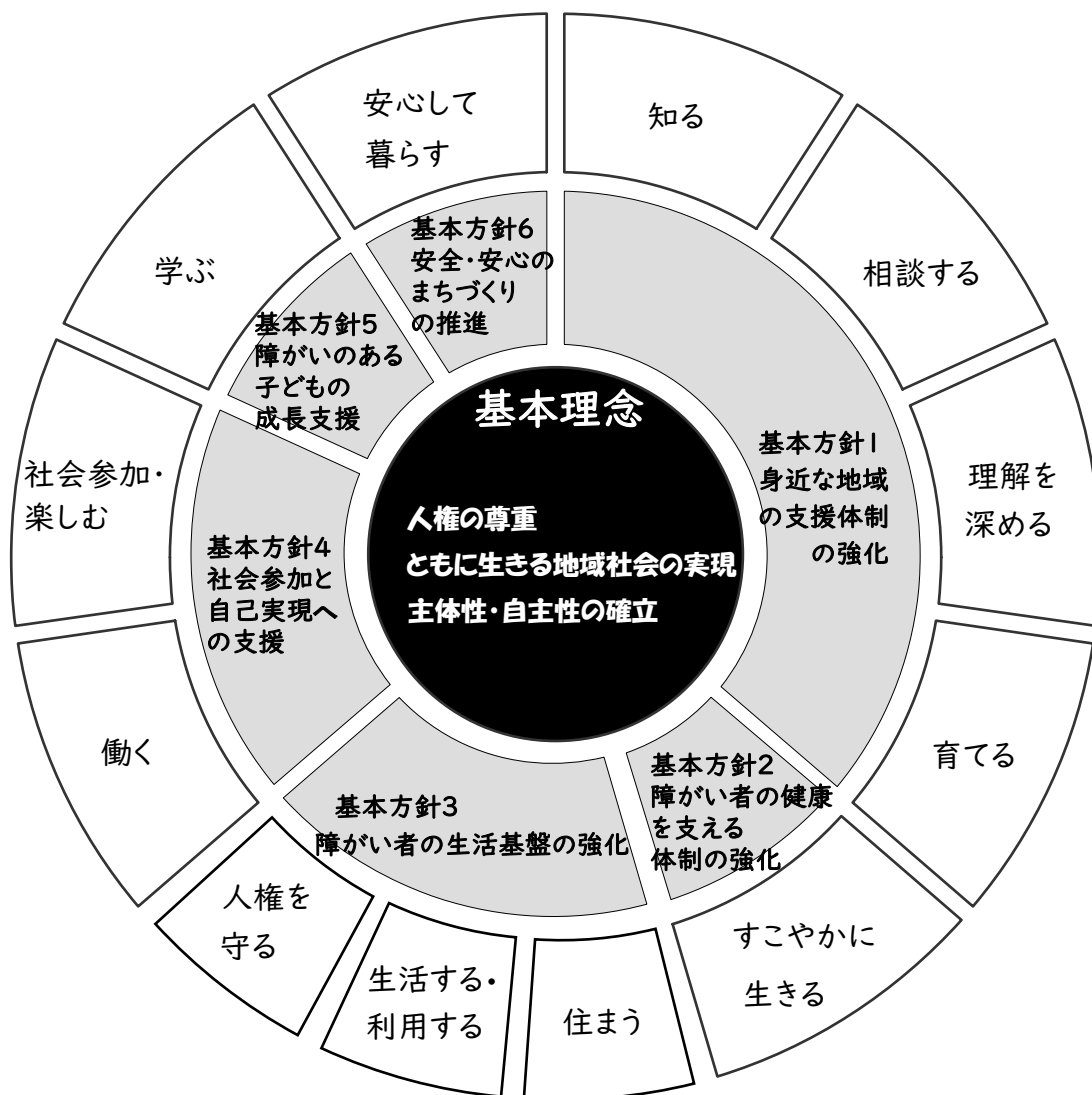 安心して
暮らす
知る
相談する
理解を
深める
育てる
すこやかに
生きる
住まう
生活する・
利用する
人権を
守る
働く
社会参加・
楽しむ
学ぶ
基本方針1
身近な地域
の支援体制
の強化
基本方針2
障がい者の健康
を支える
体制の強化
基本方針3
障がい者の生活基盤の強化
基本方針4
社会参加と
自己実現へ
の支援
基本方針5
障がいのある
子どもの
成長支援
基本方針6
安全・安心の
まちづくり
の推進
基本理念
人権の尊重
ともに生きる地域社会の実現
主体性・自主性の確立